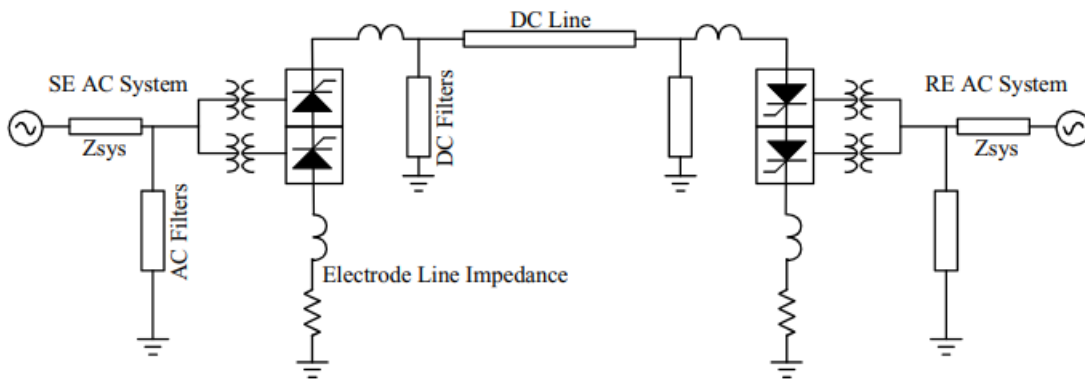 DC Line
SE AC System
RE AC System
DC Filters
Zsys
Zsys
AC Filters
Electrode Line Impedance